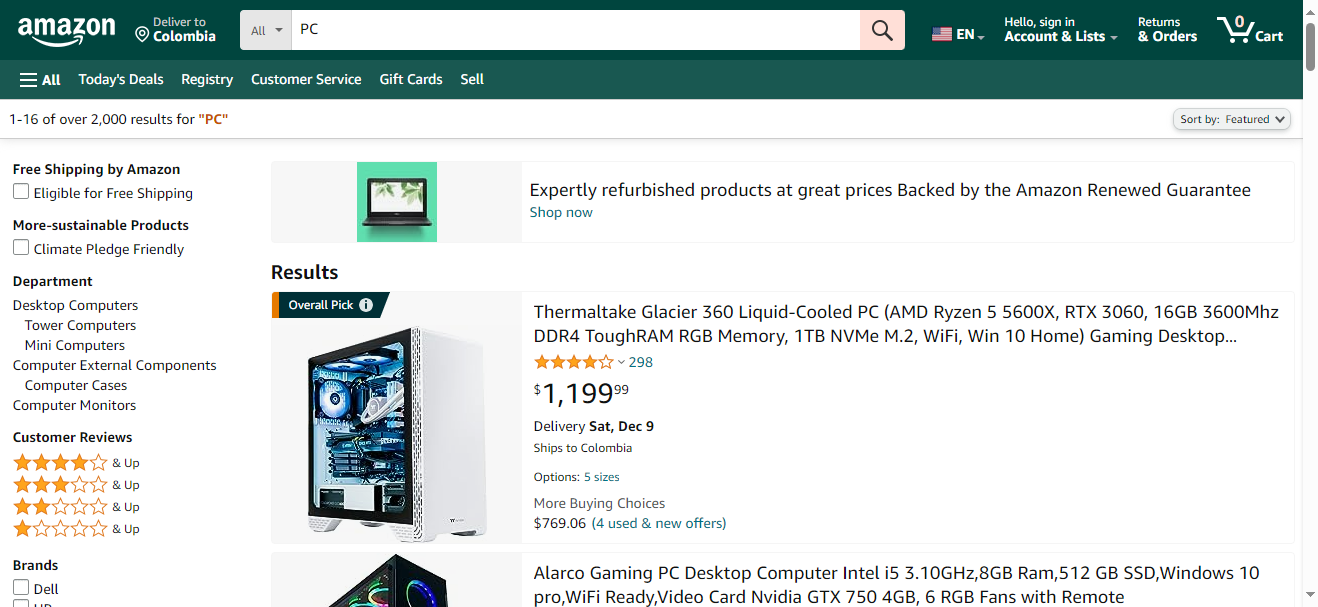 amazon
Deliver to
Colombia
All
PC
EN
Hello, sign in
Account & Lists
Returns
& Orders
0
Cart
All
Today's Deals
Registry
Customer Service
Gift Cards
Sell
1-16 of over 2,000 results for "PC"
Sort by: Featured
Free Shipping by Amazon
Eligible for Free Shipping
More-sustainable Products
Climate Pledge Friendly
Department
Desktop Computers
Tower Computers
Mini Computers
Computer External Components
Computer Cases
Computer Monitors
Customer Reviews
& Up
& Up
& Up
& Up
Brands
Dell
HP
Expertly refurbished products at great prices Backed by the Amazon Renewed Guarantee
Shop now
Results
Overall Pick
Thermaltake Glacier 360 Liquid-Cooled PC (AMD Ryzen 5 5600X, RTX 3060, 16GB 3600Mhz
DDR4 ToughRAM RGB Memory, 1TB NVMe M.2, WiFi, Win 10 Home) Gaming Desktop...
298
$1,19999
Delivery Sat, Dec 9
Ships to Colombia
Options: 5 sizes
More Buying Choices
$769.06 (4 used & new offers)
Alarco Gaming PC Desktop Computer Intel i5 3.10GHz,8GB Ram,512 GB SSD,Windows 10
pro,WiFi Ready,Video Card Nvidia GTX 750 4GB, 6 RGB Fans with Remote